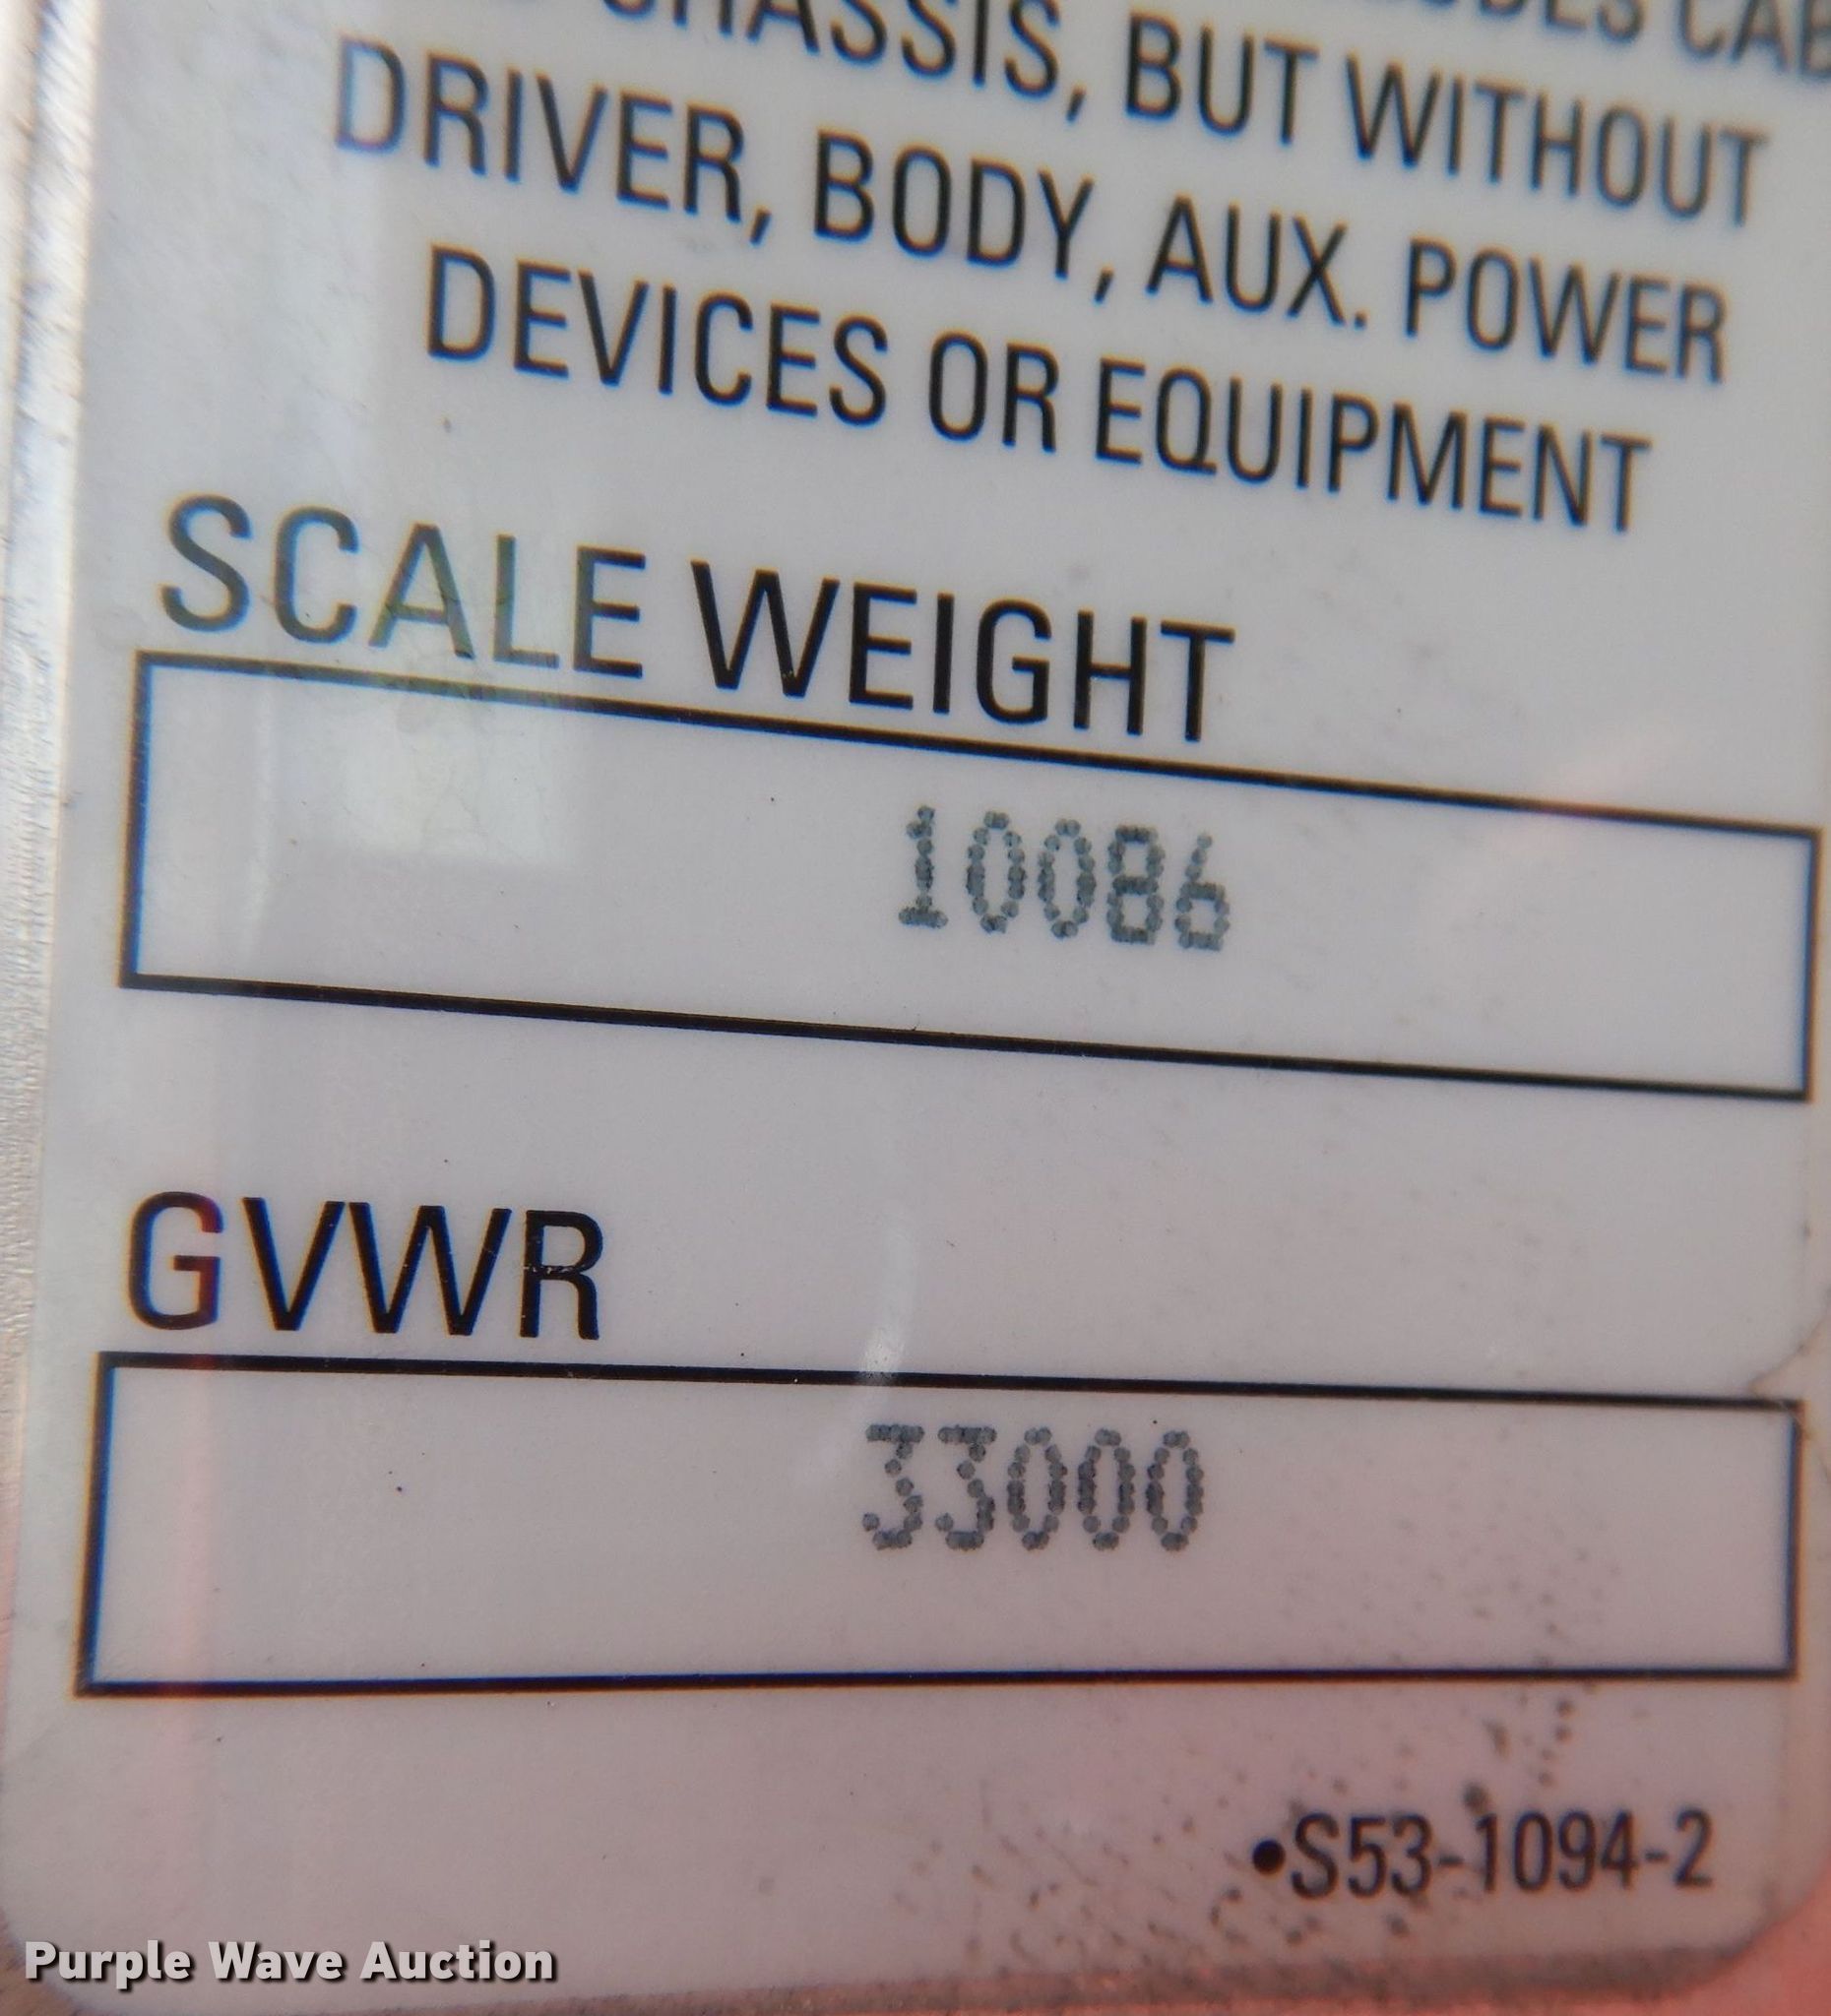 CAB
CHASSIS, BUT WITHOUT
DRIVER, BODY, AUX. POWER
DEVICES OR EQUIPMENT
SCALE WEIGHT
10086
GVWR
33000
•S53-1094-2
Purple Wave Auction